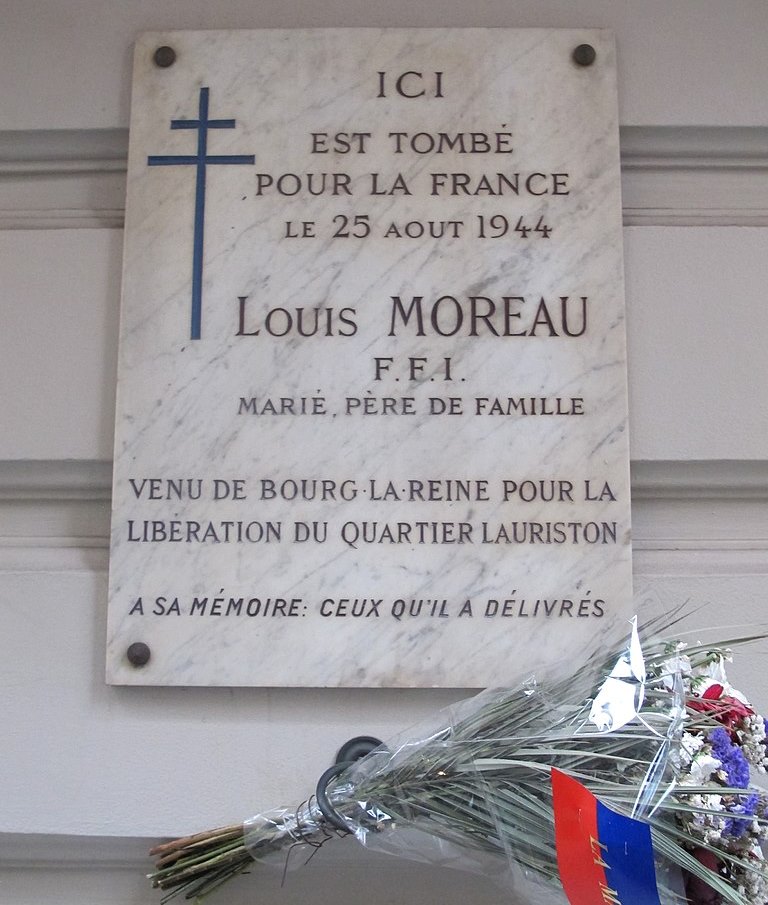 ICI
EST TOMBÉ
POUR LA FRANCE
LE 25 AOUT 1944
LOUIS MOREAU
F.F.I.
MARIÉ, PÈRE DE FAMILLE
VENU DE BOURG-LA-REINE POUR LA
LIBÉRATION DU QUARTIER LAURISTON
A SA MÉMOIRE: CEUX QU'IL A DÉLIVRÉS
LA